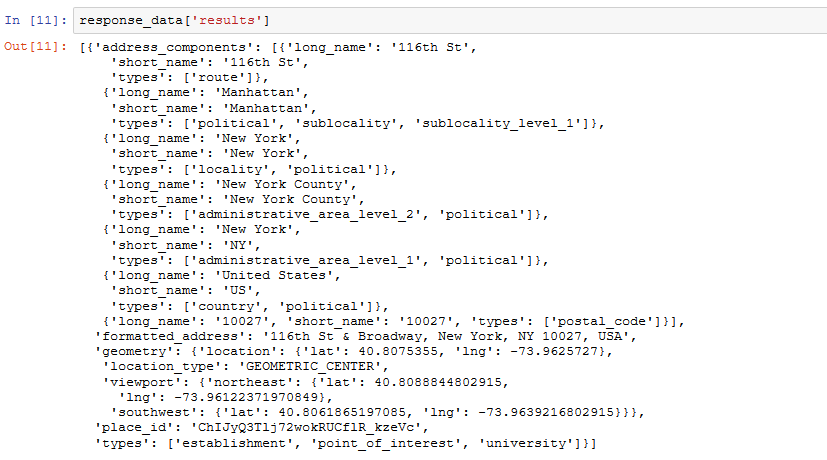 In [11]: response_data['results']
Out[11]: [{'address_components': [{'long_name': '116th St',
'short_name': '116th St',
'types': ['route']},
{'long_name': 'Manhattan',
'short_name': 'Manhattan',
'types': ['political', 'sublocality', 'sublocality_level_1']},
{'long_name': 'New York',
'short_name': 'New York',
'types': ['locality', 'political']},
{'long_name': 'New York County',
'short_name': 'New York County',
'types': ['administrative_area_level_2', 'political']},
{'long_name': 'New York',
'short_name': 'NY',
'types': ['administrative_area_level_1', 'political']},
{'long_name': 'United States',
'short_name': 'US',
'types': ['country', 'political']},
{'long_name': '10027', 'short_name': '10027', 'types': ['postal_code']}],
'formatted_address': '116th St & Broadway, New York, NY 10027, USA',
'geometry': {'location': {'lat': 40.8075355, 'lng': -73.9625727},
'location_type': 'GEOMETRIC_CENTER',
'viewport': {'northeast': {'lat': 40.8088844802915,
'lng': -73.96122371970849},
'southwest': {'lat': 40.8061865197085, 'lng': -73.9639216802915}}},
'place_id': 'ChIJyQ3Tlj72wokRUCflR_kzeVc',
'types': ['establishment', 'point_of_interest', 'university']}]